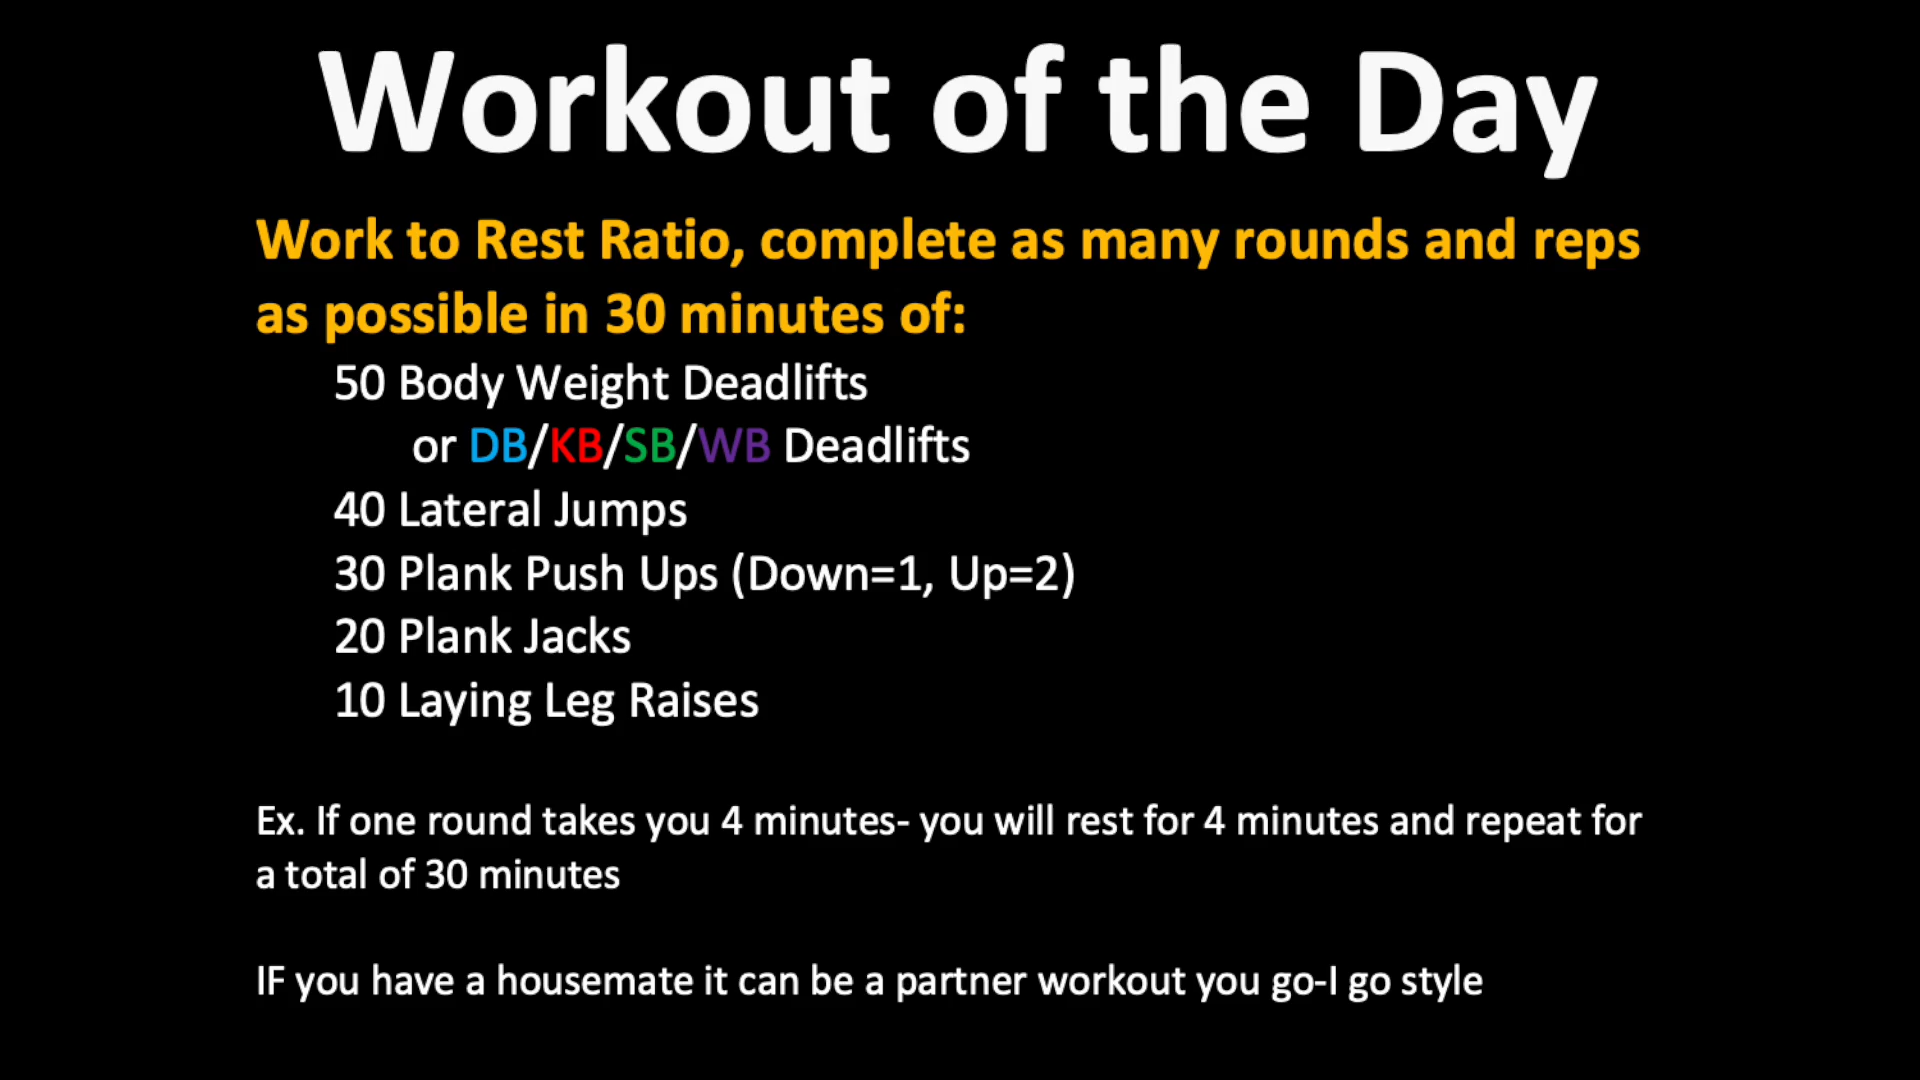 Workout of the Day
Work to Rest Ratio, complete as many rounds and reps
as possible in 30 minutes of:
50 Body Weight Deadlifts
or DB/KB/SB/WB Deadlifts
40 Lateral Jumps
30 Plank Push Ups (Down=1, Up=2)
20 Plank Jacks
10 Laying Leg Raises
Ex. If one round takes you 4 minutes- you will rest for 4 minutes and repeat for
a total of 30 minutes
IF you have a housemate it can be a partner workout you go-I go style